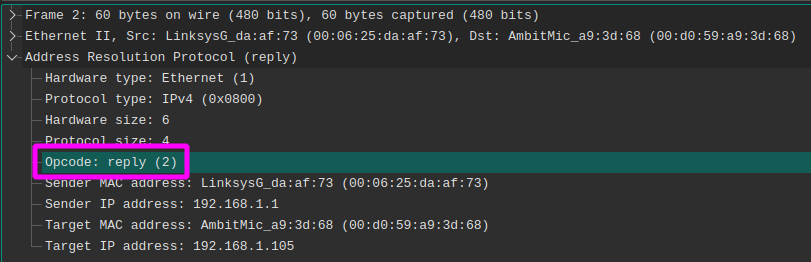 Frame 2: 60 bytes on wire (480 bits), 60 bytes captured (480 bits)
Ethernet II, Src: LinksysG_da:af:73 (00:06:25:da:af:73), Dst: AmbitMic_a9:3d:68 (00:d0:59:a9:3d:68)
Address Resolution Protocol (reply)
Hardware type: Ethernet (1)
Protocol type: IPv4 (0x0800)
Hardware size: 6
Protocol size: 4
Opcode: reply (2)
Sender MAC address: LinksysG_da:af:73 (00:06:25:da:af:73)
Sender IP address: 192.168.1.1
Target MAC address: AmbitMic_a9:3d:68 (00:d0:59:a9:3d:68)
Target IP address: 192.168.1.105